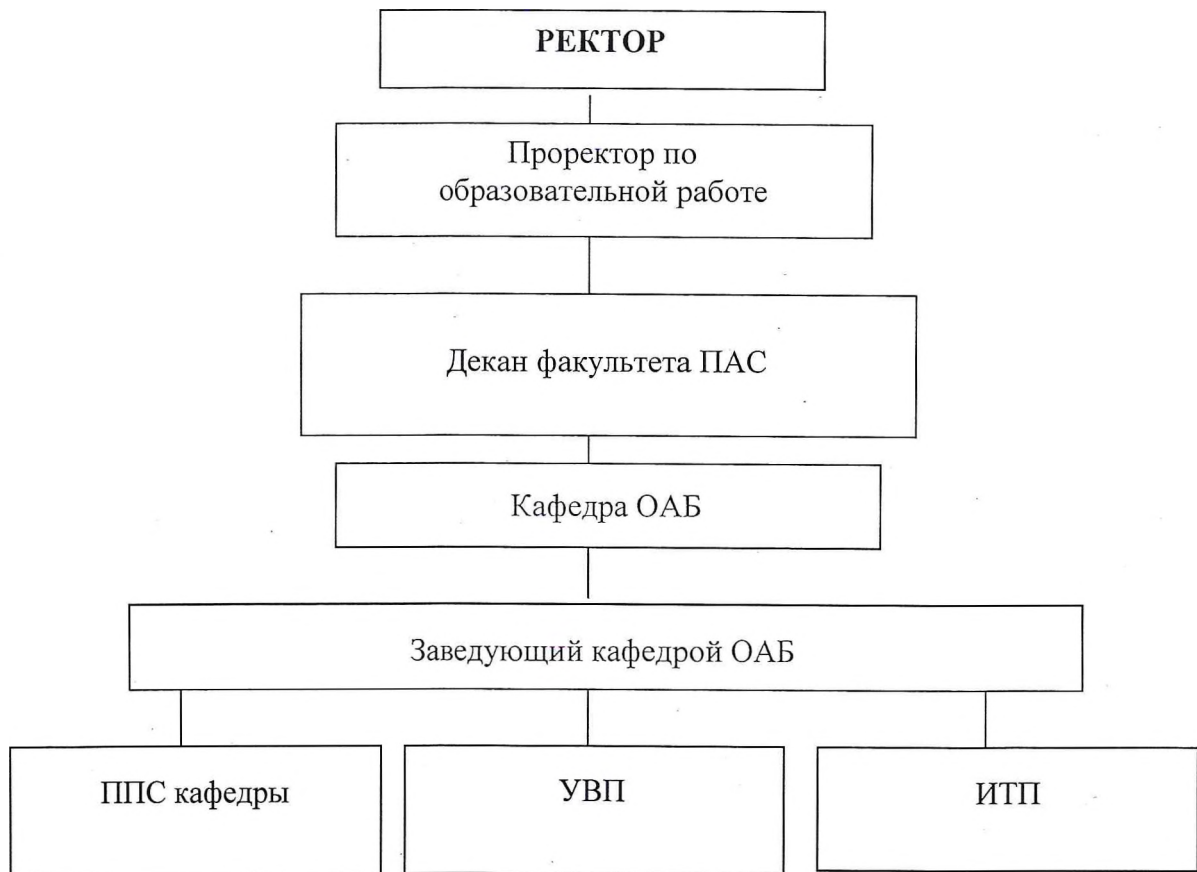 РЕКТОР
Проректор по
образовательной работе
Декан факультета ПАС
Кафедра ОАБ
Заведующий кафедрой ОАБ
ППС кафедры
УВП
ИТП